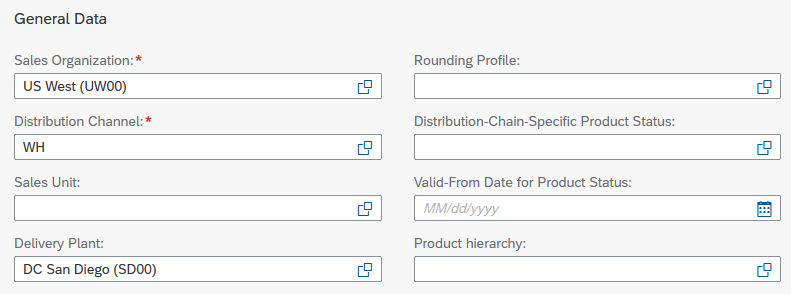 General Data
Sales Organization:*
US West (UW00)
Distribution Channel:*
WH
Sales Unit:
Delivery Plant:
DC San Diego (SD00)
Rounding Profile:
Distribution-Chain-Specific Product Status:
Valid-From Date for Product Status:
MM/dd/yyyy
Product hierarchy: